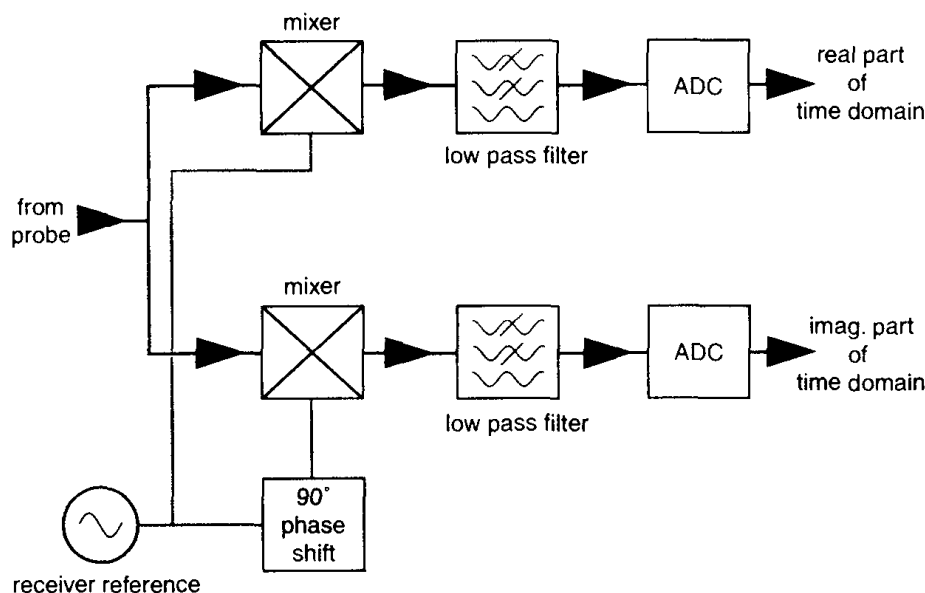 mixer
ADC
real part
of
time domain
low pass filter
from
probe
mixer
ADC
imag. part
of
time domain
low pass filter
90°
phase
shift
receiver reference